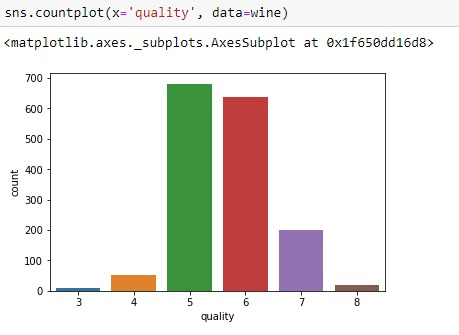 sns.countplot(x='quality', data=wine)
<matplotlib.axes._subplots.AxesSubplot at 0x1f650dd16d8>
700
600
500
400
300
200
100
0
count
3 4 5 6 7 8
quality